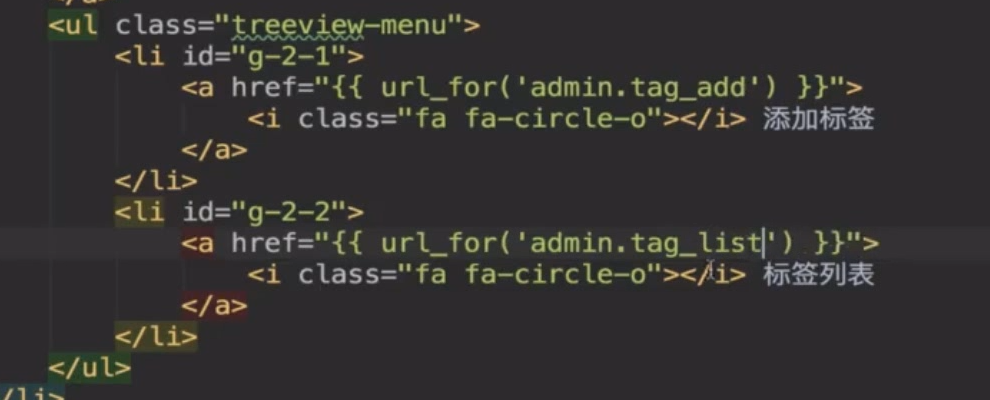 </a>
<ul class="treeview-menu">
<li id="g-2-1">
<a href="{{ url_for('admin.tag_add') }}">
<i class="fa fa-circle-o"></i> 添加标签
</a>
</li>
<li id="g-2-2">
<a href="{{ url_for('admin.tag_list') }}">
<i class="fa fa-circle-o"></i> 标签列表
</a>
</li>
</ul>
/li>